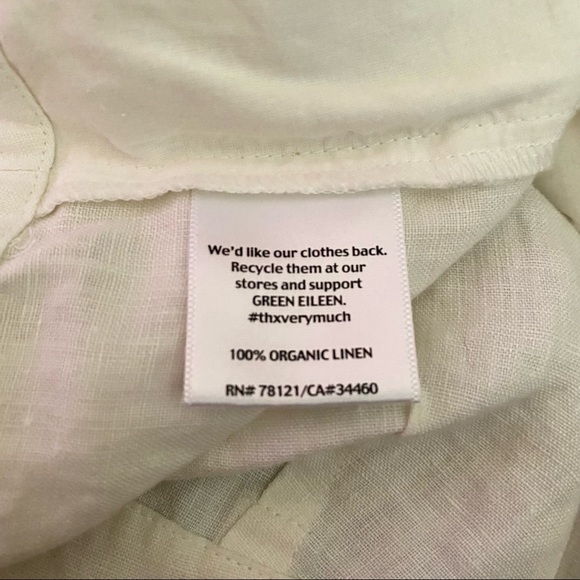 We'd like our clothes back.
Recycle them at our
stores and support
GREEN EILEEN.
#thxverymuch
100% ORGANIC LINEN
RN# 78121/CA#34460